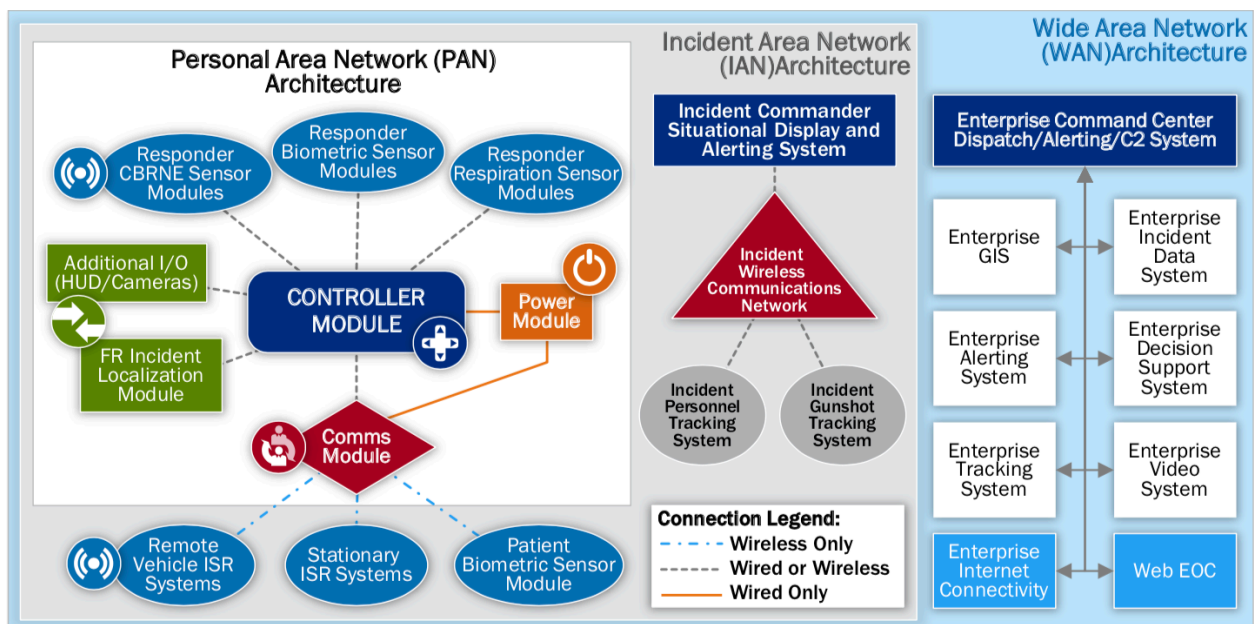 Personal Area Network (PAN)
Architecture
Responder
CBRNE Sensor
Modules
Responder
Biometric Sensor
Modules
Responder
Respiration Sensor
Modules
Additional I/O
(HUD/Cameras)
CONTROLLER
MODULE
Power
Module
FR Incident
Localization
Module
Comms
Module
Remote
Vehicle ISR
Systems
Stationary
ISR Systems
Patient
Biometric Sensor
Module
Incident Area Network
(IAN)Architecture
Incident Commander
Situational Display and
Alerting System
Incident
Wireless
Communications
Network
Incident
Personnel
Tracking
System
Incident
Gunshot
Tracking
System
Connection Legend:
Wireless Only
Wired or Wireless
Wired Only
Wide Area Network
(WAN)Architecture
Enterprise Command Center
Dispatch/Alerting/C2 System
Enterprise
GIS
Enterprise
Incident
Data
System
Enterprise
Alerting
System
Enterprise
Decision
Support
System
Enterprise
Tracking
System
Enterprise
Video
System
Enterprise
Internet
Connectivity
Web EOC